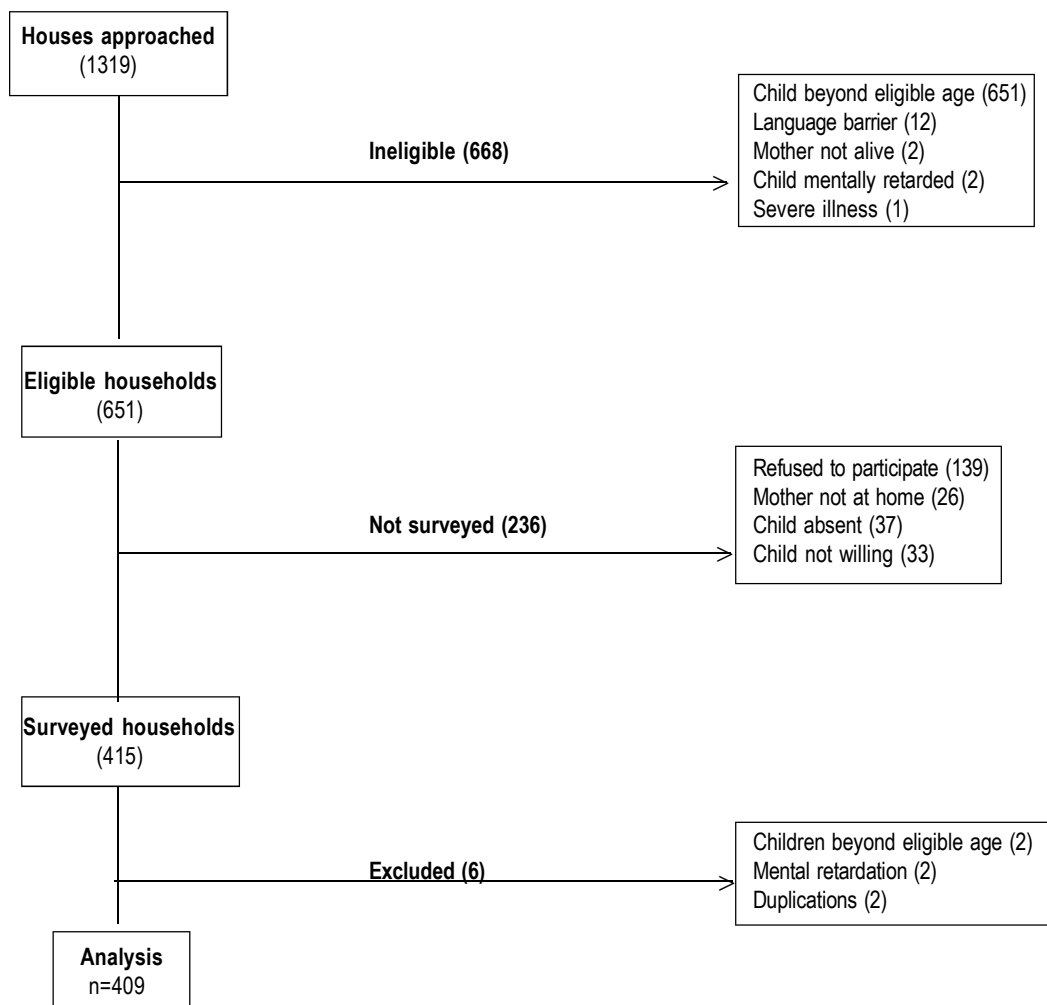 Houses approached
(1319)
Child beyond eligible age (651)
Language barrier (12)
Mother not alive (2)
Child mentally retarded (2)
Severe illness (1)
Ineligible (668)
Eligible households
(651)
Refused to participate (139)
Mother not at home (26)
Child absent (37)
Child not willing (33)
Not surveyed (236)
Surveyed households
(415)
Children beyond eligible age (2)
Mental retardation (2)
Duplications (2)
Excluded (6)
Analysis
n=409